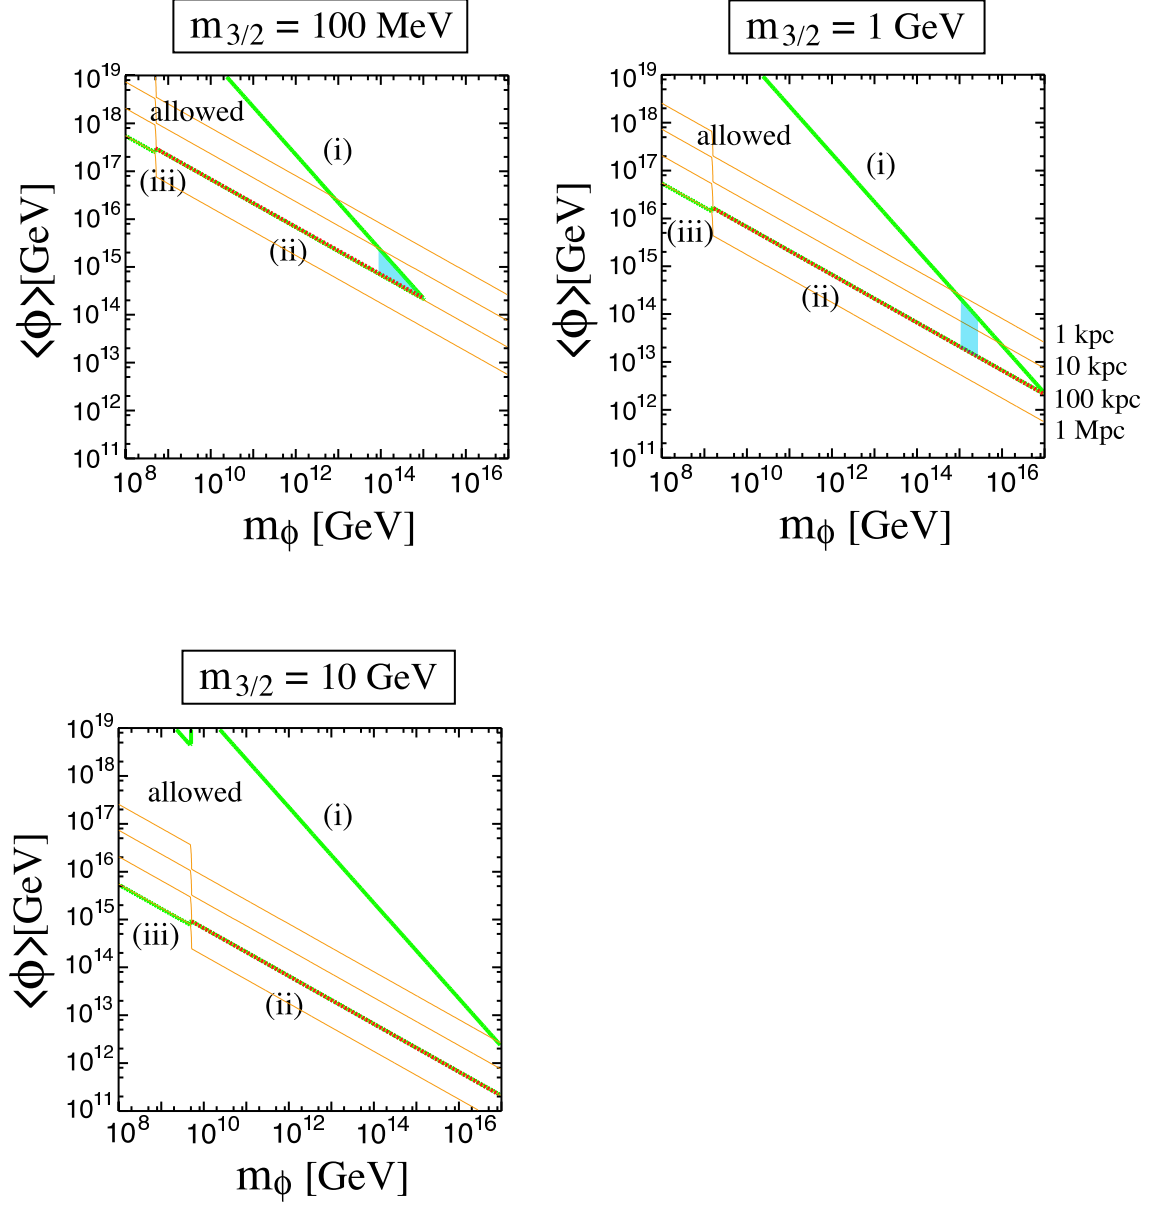 m3/2 = 100 MeV
10^19
10^18
10^17
10^16
10^15
10^14
10^13
10^12
10^11
<ϕ>[GeV]
allowed
(i)
(iii)
(ii)
10^8 10^10 10^12 10^14 10^16
mϕ [GeV]
m3/2 = 1 GeV
10^19
10^18
10^17
10^16
10^15
10^14
10^13
10^12
10^11
<ϕ>[GeV]
allowed
(i)
(iii)
(ii)
1 kpc
10 kpc
100 kpc
1 Mpc
10^8 10^10 10^12 10^14 10^16
mϕ [GeV]
m3/2 = 10 GeV
10^19
10^18
10^17
10^16
10^15
10^14
10^13
10^12
10^11
<ϕ>[GeV]
allowed
(i)
(iii)
(ii)
10^8 10^10 10^12 10^14 10^16
mϕ [GeV]